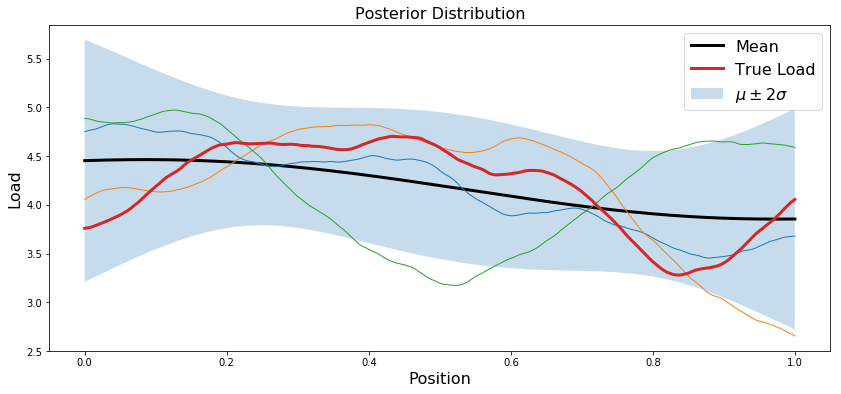 Posterior Distribution
Mean
True Load
μ ± 2σ
Load
5.5
5.0
4.5
4.0
3.5
3.0
2.5
0.0
0.2
0.4
0.6
0.8
1.0
Position